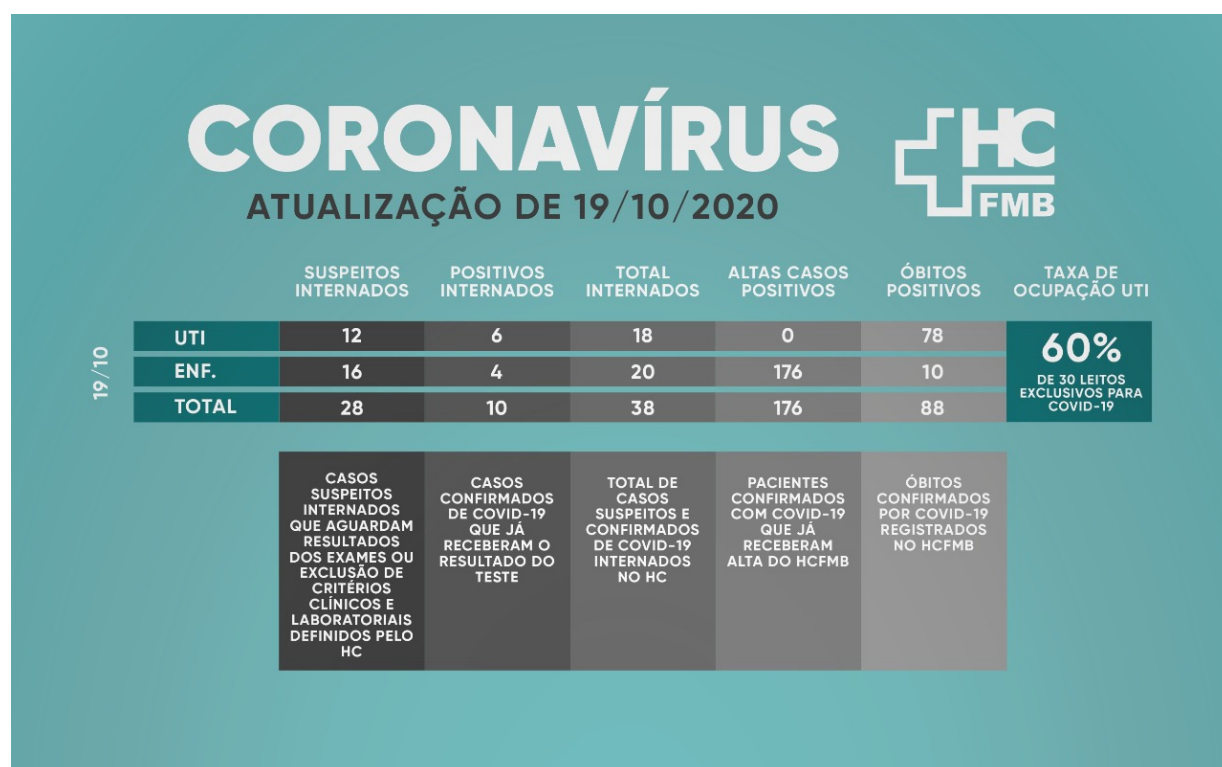 CORONAVÍRUS
ATUALIZAÇÃO DE 19/10/2020
HC
FMB
SUSPEITOS
INTERNADOS
POSITIVOS
INTERNADOS
TOTAL
INTERNADOS
ALTAS CASOS
POSITIVOS
ÓBITOS
POSITIVOS
TAXA DE
OCUPAÇÃO UTI
19/10
UTI 12 6 18 0 78
ENF. 16 4 20 176 10
TOTAL 28 10 38 176 88
60%
DE 30 LEITOS
EXCLUSIVOS PARA
COVID-19
CASOS
SUSPEITOS
INTERNADOS
QUE AGUARDAM
RESULTADOS
DOS EXAMES OU
EXCLUSÃO DE
CRITÉRIOS
CLÍNICOS E
LABORATORIAIS
DEFINIDOS PELO
HC
CASOS
CONFIRMADOS
DE COVID-19
QUE JÁ
RECEBERAM O
RESULTADO DO
TESTE
TOTAL DE
CASOS
SUSPEITOS E
CONFIRMADOS
DE COVID-19
INTERNADOS
NO HC
PACIENTES
CONFIRMADOS
COM COVID-19
QUE JÁ
RECEBERAM
ALTA DO HCFMB
ÓBITOS
CONFIRMADOS
POR COVID-19
REGISTRADOS
NO HCFMB